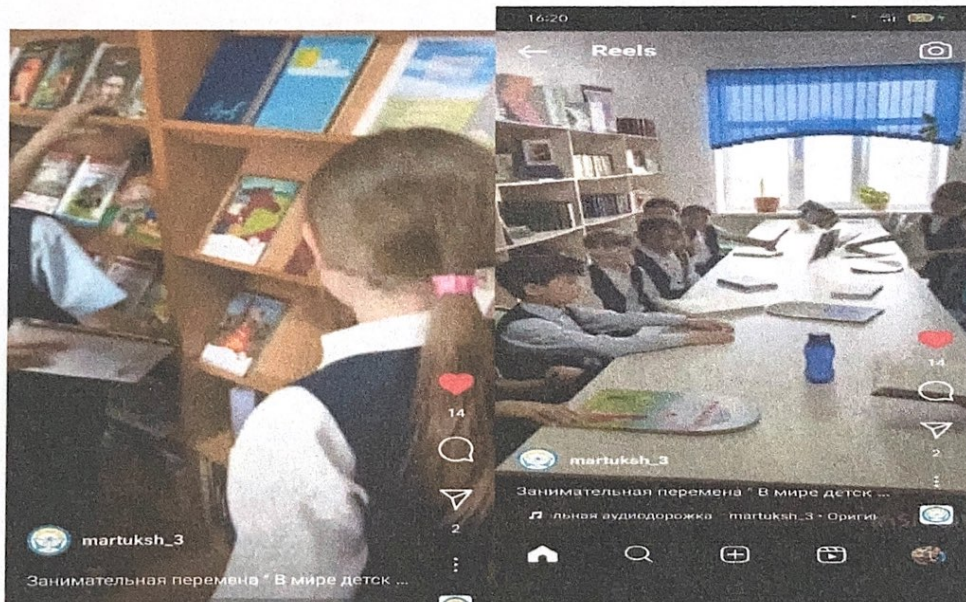 14
2
martuksh_3
Занимательная перемена " В мире детск ...
16:20
Reels
14
2
martuksh_3
Занимательная перемена " В мире детск ...
льная аудиодорожка martuksh_3 • Ориги